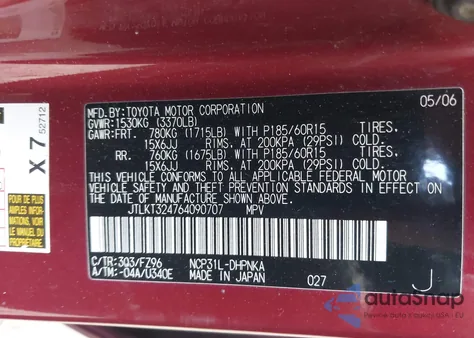 05/06
MFD.BY:TOYOTA MOTOR CORPORATION
GVWR:1530KG (3370LB)
GAWR:FRT. 780KG (1715LB) WITH P185/60R15 TIRES,
15X6JJ RIMS, AT 200KPA (29PSI) COLD.
RR. 760KG (1675LB) WITH P185/60R15 TIRES,
15X6JJ RIMS, AT 200KPA (29PSI) COLD.
THIS VEHICLE CONFORMS TO ALL APPLICABLE FEDERAL MOTOR
VEHICLE SAFETY AND BUMPER STANDARDS IN EFFECT ON
THE DATE OF MANUFACTURE SHOWN ABOVE.
JTLKT324764090707 MPV
C/TR:3Q3/FZ96 NCP31L-DHPNKA
A/TM:-04A/U340E MADE IN JAPAN 027 J
X 7
52712
autoshap